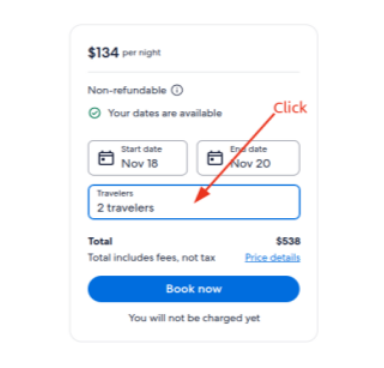 $134 per night
Non-refundable
Your dates are available
Click
Start date
Nov 18
End date
Nov 20
Travelers
2 travelers
Total $538
Total includes fees, not tax Price details
Book now
You will not be charged yet